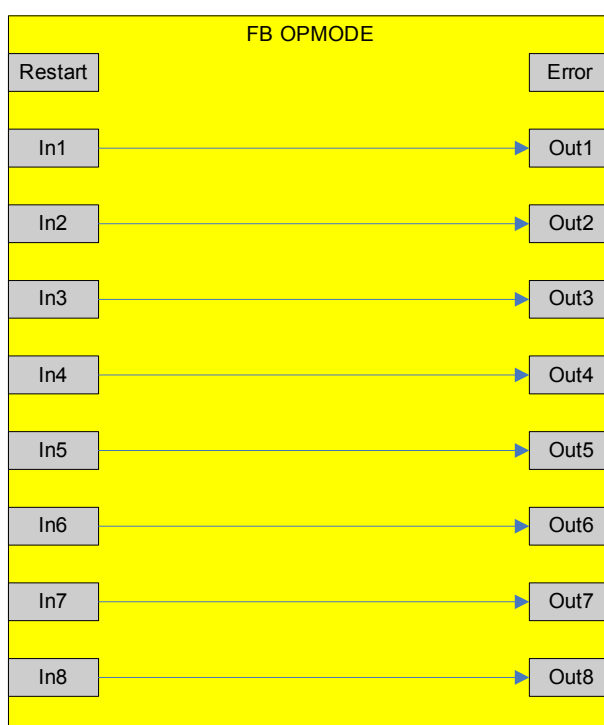 FB OPMODE
Restart Error
In1 Out1
In2 Out2
In3 Out3
In4 Out4
In5 Out5
In6 Out6
In7 Out7
In8 Out8